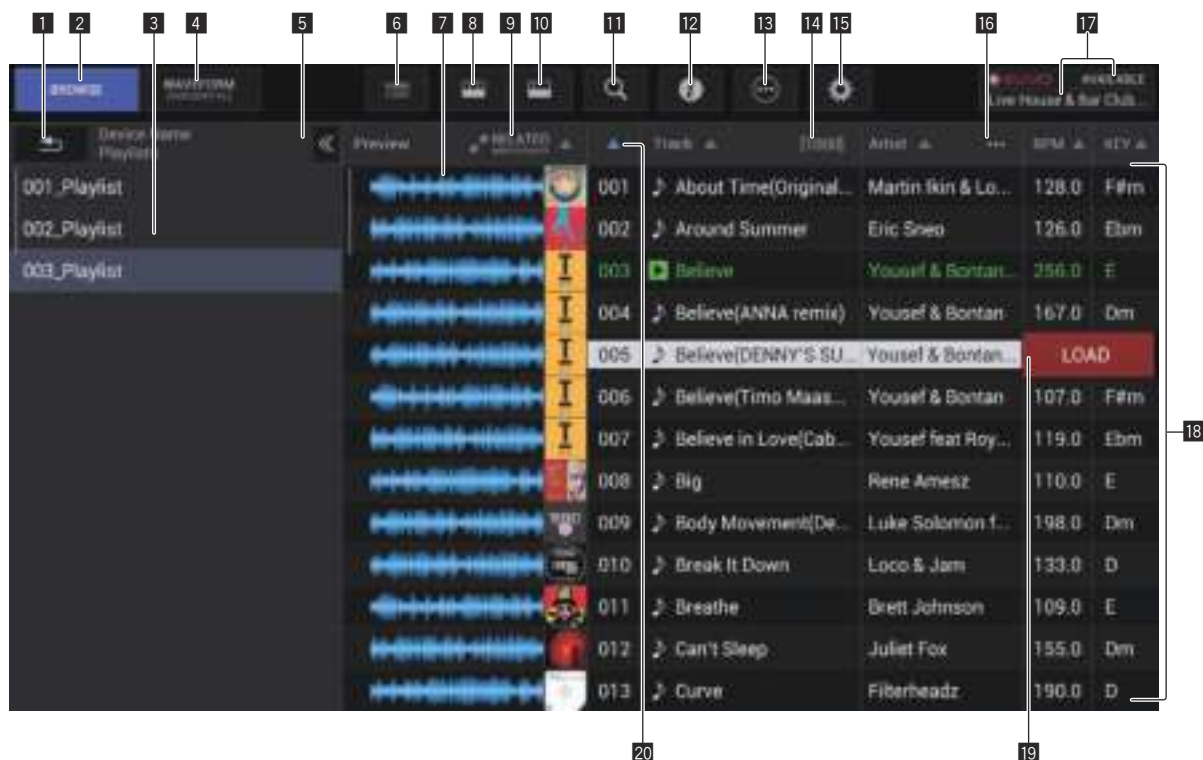 1 2 3 4 5 6 7 8 9 10 11 12 13 14 15 16 17
BROWSE WAVEFORM AVAILABLE
Live House & Bar Club...
Device Name
Playlist
Preview RELATED Track Artist ••• BPM KEY
001_Playlist
002_Playlist
003_Playlist
001 About Time(Original... Martin Ikin & Lo... 128.0 F#m
002 Around Summer Eric Sneo 126.0 Ebm
003 Believe Yousef & Bontan... 256.0 E
004 Believe(ANNA remix) Yousef & Bontan 167.0 Dm
005 Believe(DENNY'S SU... Yousef & Bontan... LOAD
006 Believe(Timo Maas... Yousef & Bontan 107.0 F#m
007 Believe in Love(Cab... Yousef feat Roy... 119.0 Ebm
008 Big Rene Amesz 110.0 E
009 Body Movement(De... Luke Solomon f... 198.0 Dm
010 Break It Down Loco & Jam 133.0 D
011 Breathe Brett Johnson 109.0 E
012 Can't Sleep Juliet Fox 155.0 Dm
013 Curve Filterheadz 190.0 D
18
20 19